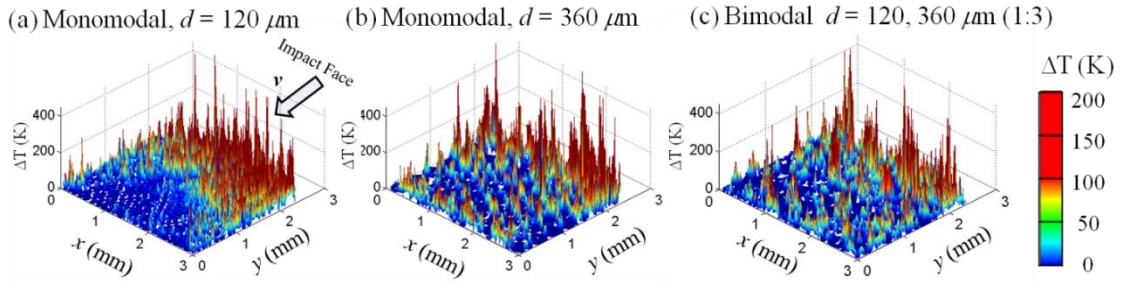 (a) Monomodal, d = 120 μm
(b) Monomodal, d = 360 μm
(c) Bimodal d = 120, 360 μm (1:3)
v
Impact Face
ΔT (K)
400
200
0
0
1
2
3
x (mm)
0
1
2
3
y (mm)
ΔT (K)
400
200
0
0
1
2
3
x (mm)
0
1
2
3
y (mm)
ΔT (K)
400
200
0
0
1
2
3
x (mm)
0
1
2
3
y (mm)
ΔT (K)
200
150
100
50
0